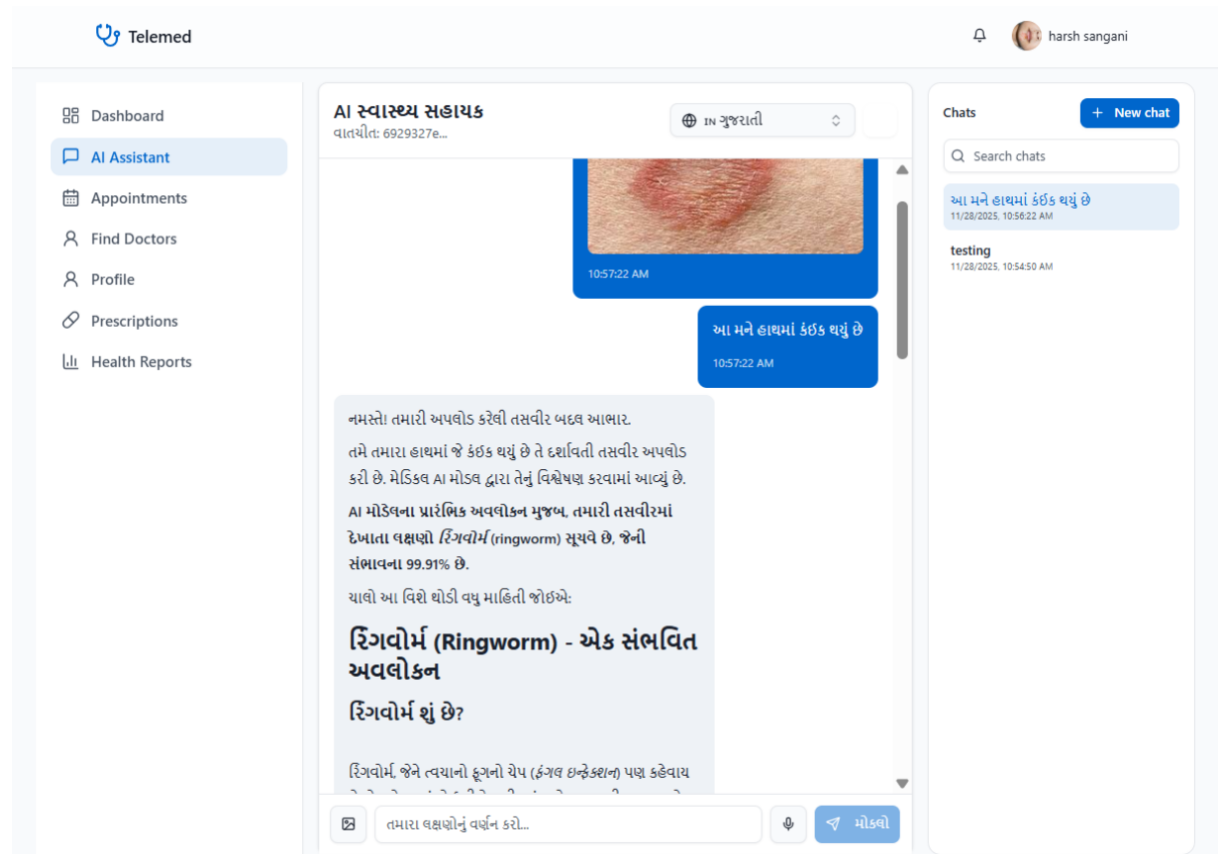 Telemed
harsh sangani
Dashboard
AI Assistant
Appointments
Find Doctors
Profile
Prescriptions
Health Reports
AI સ્વાસ્થ્ય સહાયક
વાતચીત: 6929327e...
IN ગુજરાતી
10:57:22 AM
આ મને હાથમાં કંઈક થયું છે
10:57:22 AM
નમસ્તે! તમારી અપલોડ કરેલી તસવીર બદલ આભાર.
તમે તમારા હાથમાં જે કંઈક થયું છે તે દર્શાવતી તસવીર અપલોડ
કરી છે. મેડિકલ AI મોડલ દ્વારા તેનું વિશ્લેષણ કરવામાં આવ્યું છે.
AI મોડેલના પ્રારંભિક અવલોકન મુજબ, તમારી તસવીરમાં
દેખાતા લક્ષણો રિંગવોર્મ (ringworm) સૂચવે છે, જેની
સંભાવના 99.91% છે.
ચાલો આ વિશે થોડી વધુ માહિતી જોઈએ:
રિંગવોર્મ (Ringworm) - એક સંભવિત
અવલોકન
રિંગવોર્મ શું છે?
રિંગવોર્મ, જેને ત્વચાનો ફૂગનો ચેપ (ફંગલ ઇન્ફેક્શન) પણ કહેવાય
તમારા લક્ષણોનું વર્ણન કરો...
મોકલો
Chats
+ New chat
Search chats
આ મને હાથમાં કંઈક થયું છે
11/28/2025, 10:56:22 AM
testing
11/28/2025, 10:54:50 AM